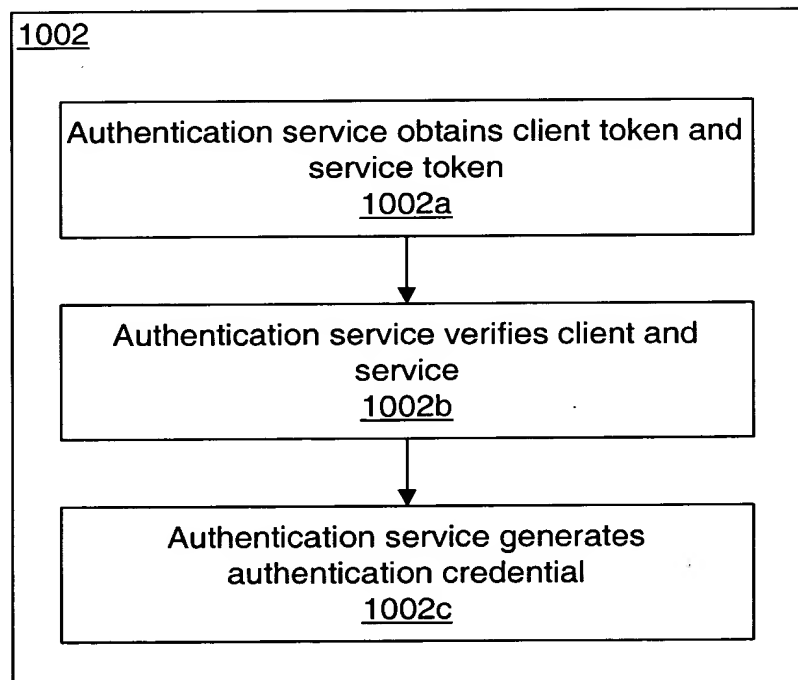 1002
Authentication service obtains client token and
service token
1002a
Authentication service verifies client and
service
1002b
Authentication service generates
authentication credential
1002c